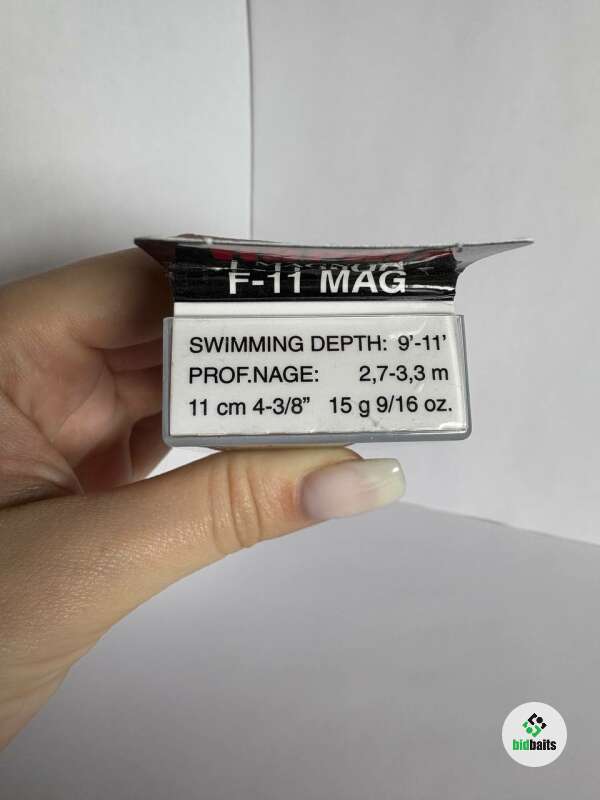 F-11 MAG
SWIMMING DEPTH: 9'-11'
PROF.NAGE: 2,7-3,3 m
11 cm 4-3/8" 15 g 9/16 oz.
bidbaits